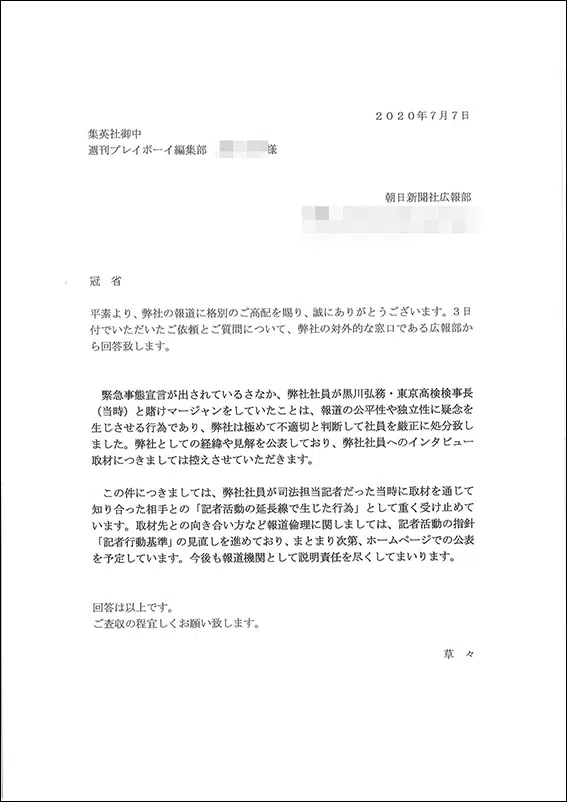 ２０２０年７月７日
集英社御中
週刊プレイボーイ編集部
様
朝日新聞社広報部
冠　省
平素より、弊社の報道に格別のご高配を賜り、誠にありがとうございます。３日
付でいただいたご依頼とご質問について、弊社の対外的な窓口である広報部か
ら回答致します。
緊急事態宣言が出されているさなか、弊社社員が黒川弘務・東京高検検事長
（当時）と賭けマージャンをしていたことは、報道の公平性や独立性に疑念を
生じさせる行為であり、弊社は極めて不適切と判断して社員を厳正に処分致し
ました。弊社としての経緯や見解を公表しており、弊社社員へのインタビュー
取材につきましては控えさせていただきます。
この件につきましては、弊社社員が司法担当記者だった当時に取材を通じて
知り合った相手との「記者活動の延長線で生じた行為」として重く受け止めて
います。取材先との向き合い方など報道倫理に関しましては、記者活動の指針
「記者行動基準」の見直しを進めており、まとまり次第、ホームページでの公表
を予定しています。今後も報道機関として説明責任を尽くしてまいります。
回答は以上です。
ご査収の程宜しくお願い致します。
草　々